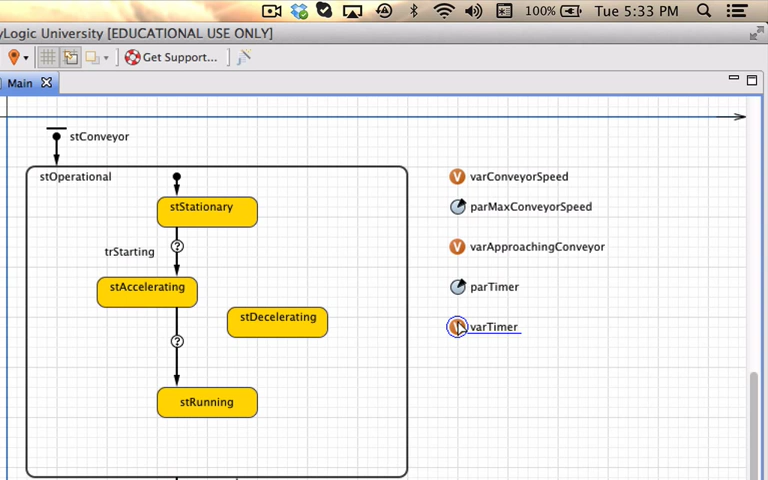 100%
Tue 5:33 PM
yLogic University [EDUCATIONAL USE ONLY]
Get Support...
Main
stConveyor
stOperational
stStationary
trStarting
?
stAccelerating
stDecelerating
?
stRunning
V varConveyorSpeed
parMaxConveyorSpeed
V varApproachingConveyor
parTimer
varTimer